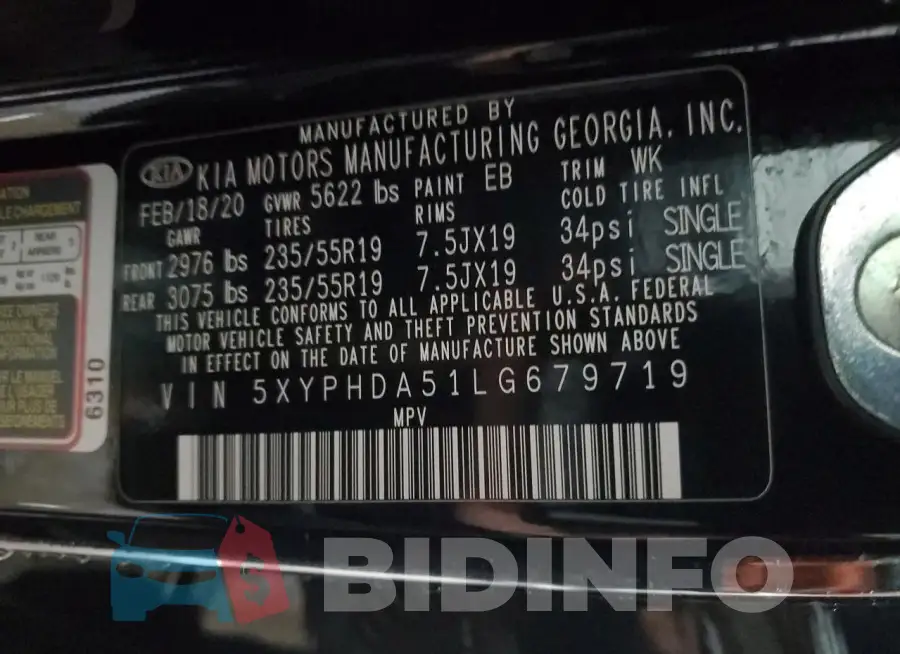 MANUFACTURED BY
KIA KIA MOTORS MANUFACTURING GEORGIA, INC.
FEB/18/20 GVWR 5622 lbs PAINT EB TRIM WK
GAWR TIRES RIMS COLD TIRE INFL
FRONT 2976 lbs 235/55R19 7.5JX19 34psi SINGLE
REAR 3075 lbs 235/55R19 7.5JX19 34psi SINGLE
THIS VEHICLE CONFORMS TO ALL APPLICABLE U.S.A. FEDERAL
MOTOR VEHICLE SAFETY AND THEFT PREVENTION STANDARDS
IN EFFECT ON THE DATE OF MANUFACTURE SHOWN ABOVE
VIN 5XYPHDA51LG679719
MPV
6310
BIDINFO